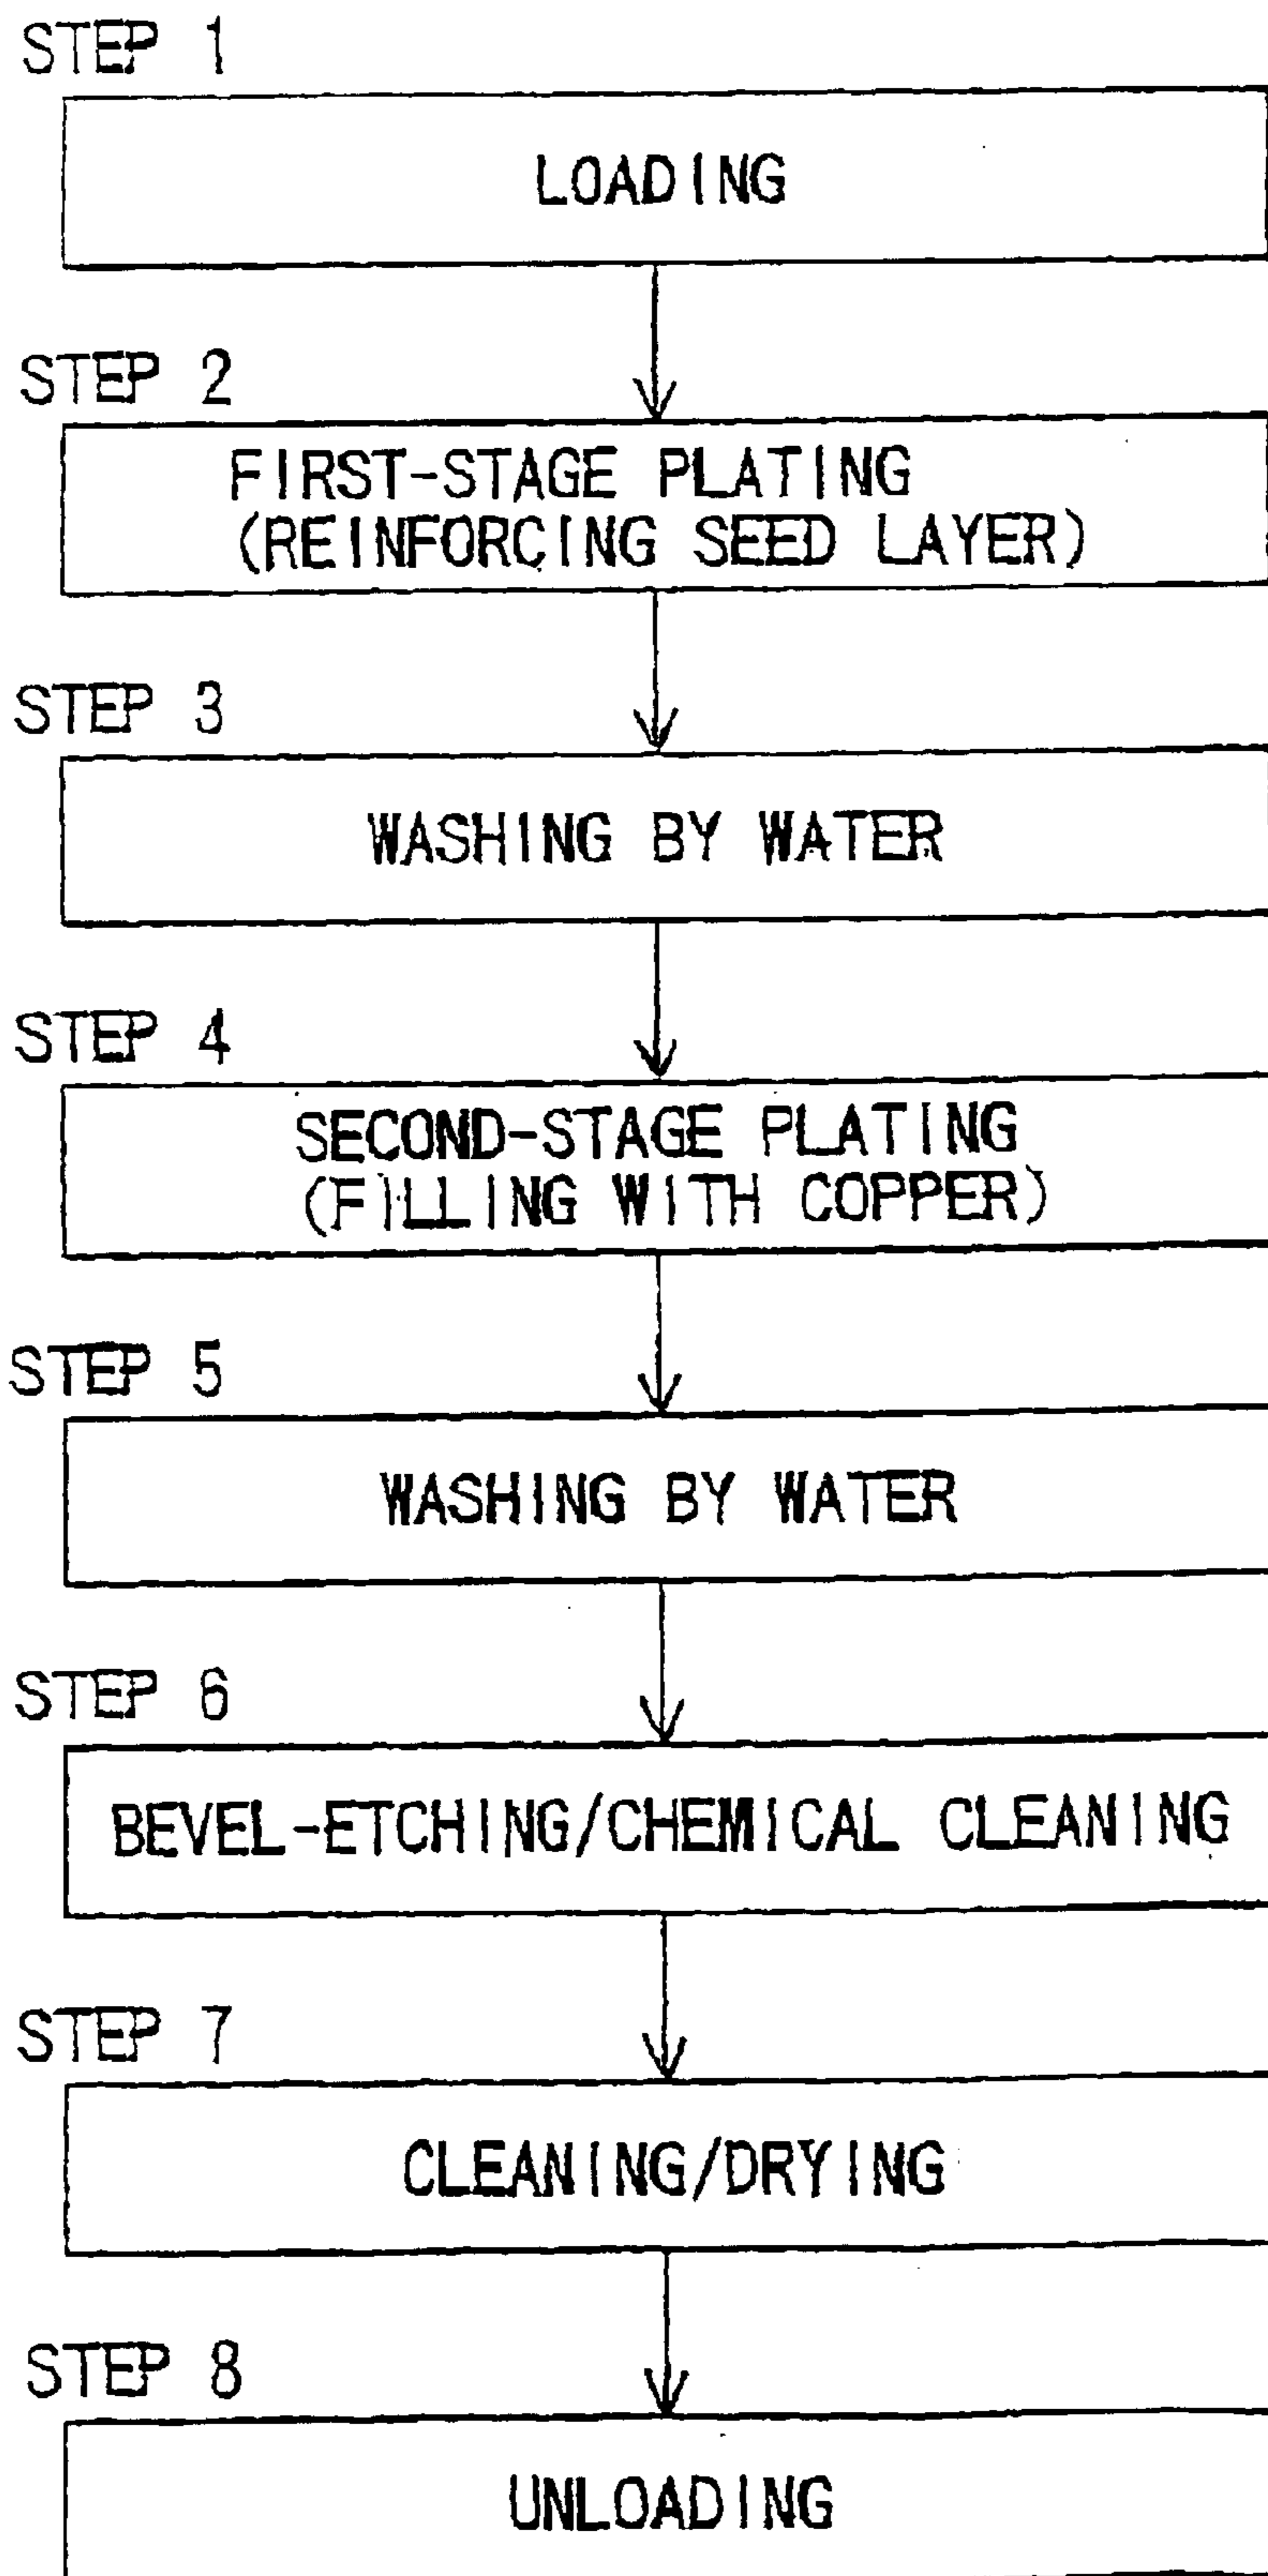 STEP 1
LOADING
STEP 2
FIRST-STAGE PLATING
(REINFORCING SEED LAYER)
STEP 3
WASHING BY WATER
STEP 4
SECOND-STAGE PLATING
(FILLING WITH COPPER)
STEP 5
WASHING BY WATER
STEP 6
BEVEL-ETCHING/CHEMICAL CLEANING
STEP 7
CLEANING/DRYING
STEP 8
UNLOADING